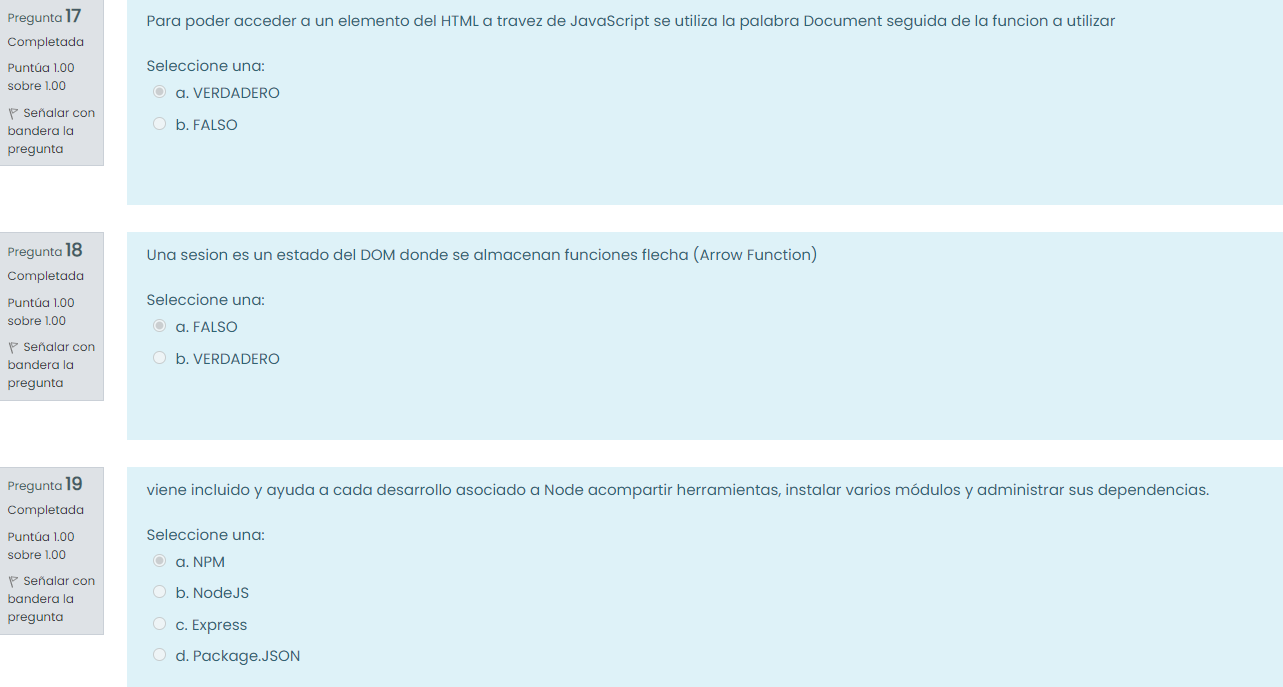 Pregunta 17
Completada
Puntúa 1.00
sobre 1.00
Señalar con
bandera la
pregunta
Para poder acceder a un elemento del HTML a travez de JavaScript se utiliza la palabra Document seguida de la funcion a utilizar
Seleccione una:
a. VERDADERO
b. FALSO
Pregunta 18
Completada
Puntúa 1.00
sobre 1.00
Señalar con
bandera la
pregunta
Una sesion es un estado del DOM donde se almacenan funciones flecha (Arrow Function)
Seleccione una:
a. FALSO
b. VERDADERO
Pregunta 19
Completada
Puntúa 1.00
sobre 1.00
Señalar con
bandera la
pregunta
viene incluido y ayuda a cada desarrollo asociado a Node acompartir herramientas, instalar varios módulos y administrar sus dependencias.
Seleccione una:
a. NPM
b. NodeJS
c. Express
d. Package.JSON